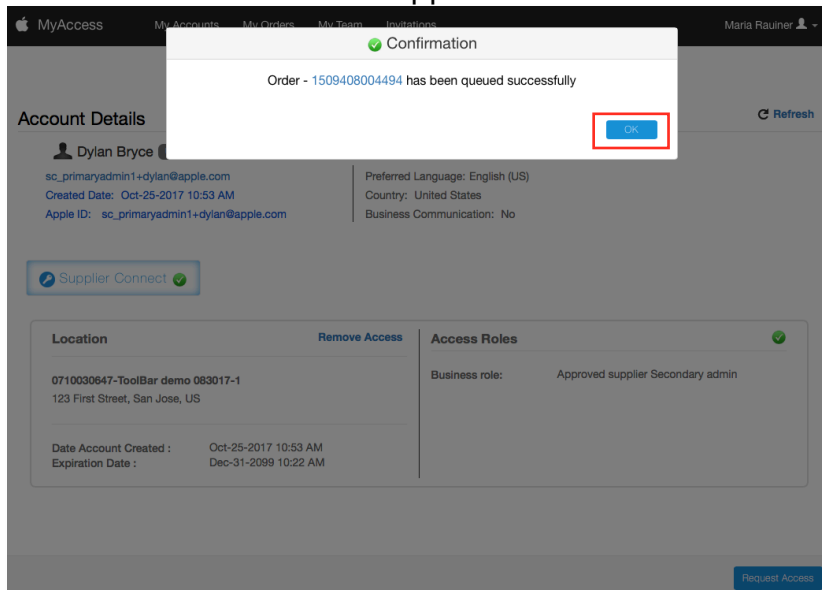 MyAccess My Accounts My Orders My Team Invitations Maria Rauiner
Confirmation
Order - 1509408004494 has been queued successfully
OK
Account Details Refresh
Dylan Bryce
sc_primaryadmin1+dylan@apple.com
Created Date: Oct-25-2017 10:53 AM
Apple ID: sc_primaryadmin1+dylan@apple.com
Preferred Language: English (US)
Country: United States
Business Communication: No
Supplier Connect
Location Remove Access
0710030647-ToolBar demo 083017-1
123 First Street, San Jose, US
Date Account Created : Oct-25-2017 10:53 AM
Expiration Date : Dec-31-2099 10:22 AM
Access Roles
Business role: Approved supplier Secondary admin
Request Access